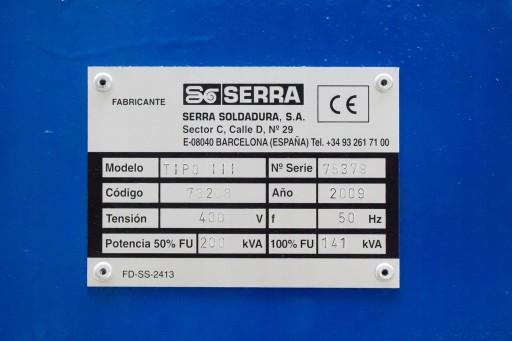 FABRICANTE
SERRA
SERRA SOLDADURA, S.A.
Sector C, Calle D, Nº 29
E-08040 BARCELONA (ESPAÑA) Tel. +34 93 261 71 00
CE
Modelo TIPO III Nº Serie 75379
Código Año 2009
Tensión 400 V f 50 Hz
Potencia 50% FU 200 kVA 100% FU 141 kVA
FD-SS-2413